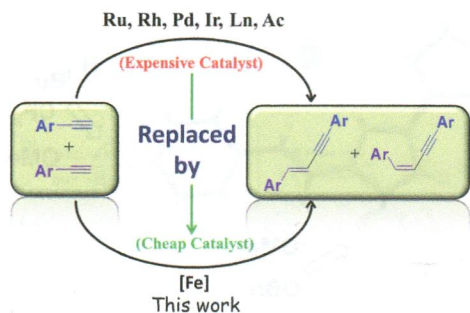 Ru, Rh, Pd, Ir, Ln, Ac
(Expensive Catalyst)
Ar
+
Ar
Replaced
by
Ar
Ar
+
Ar
Ar
(Cheap Catalyst)
[Fe]
This work